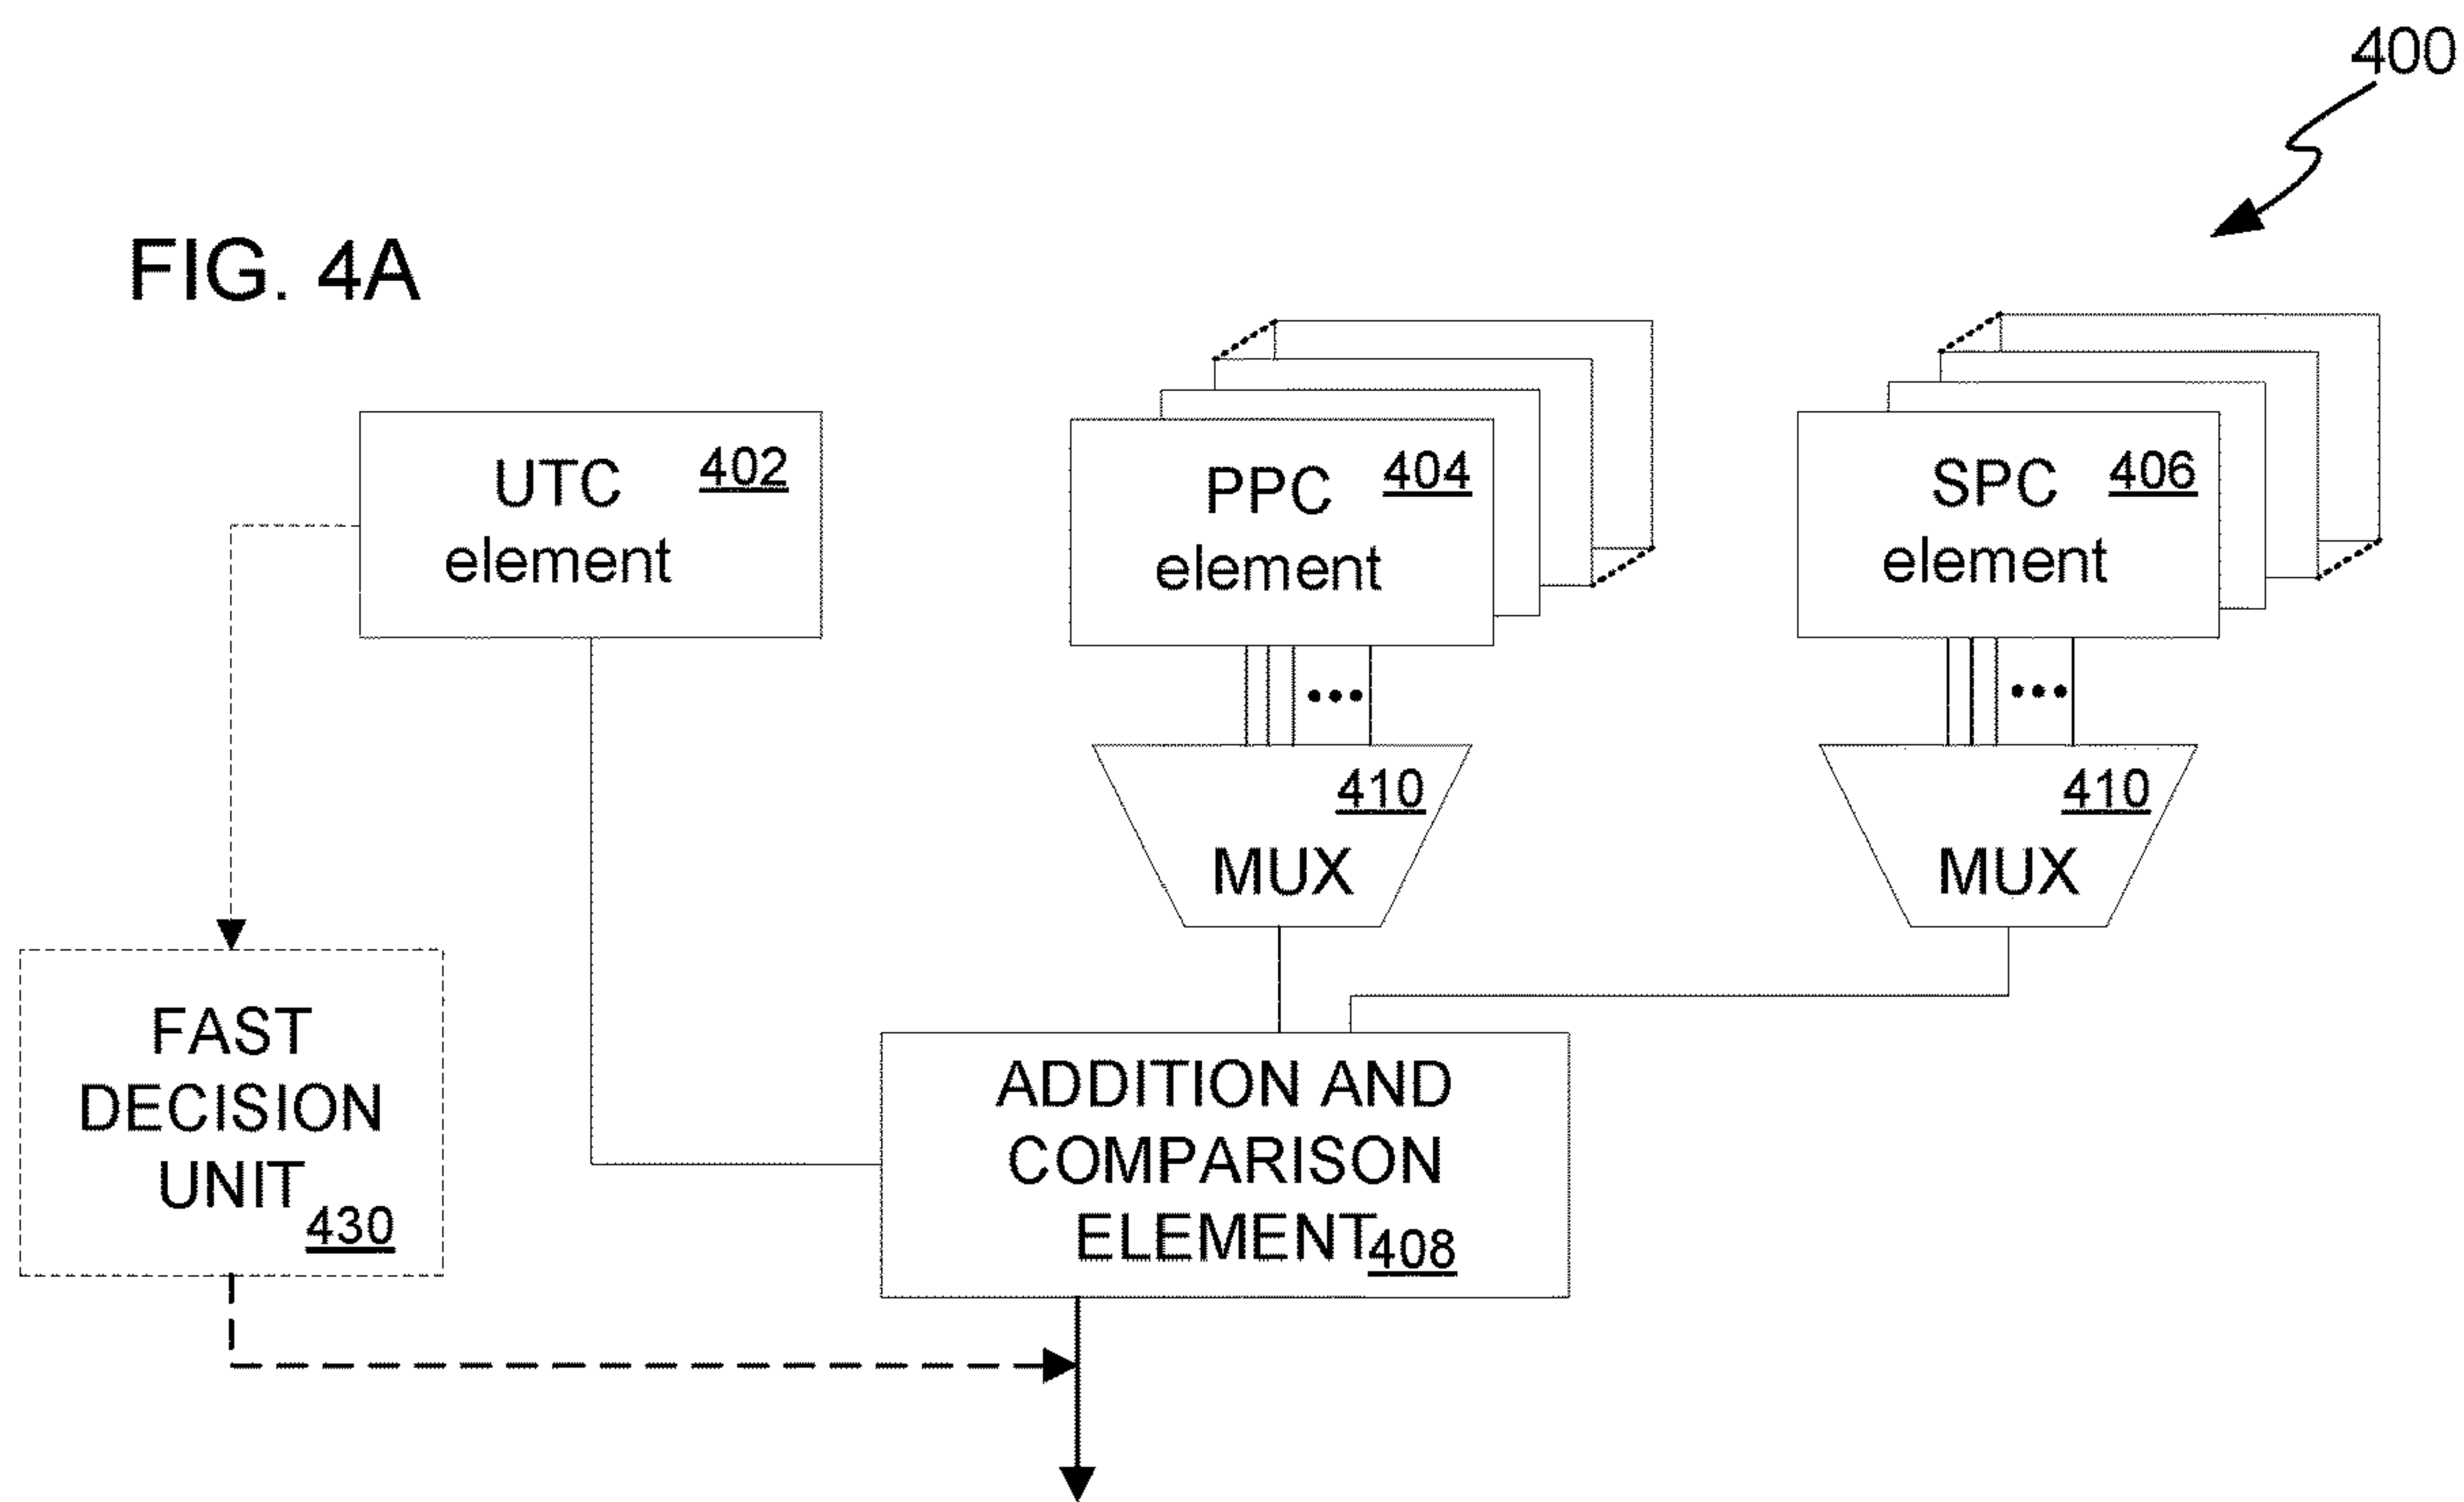 400
FIG. 4A
UTC 402
element
PPC 404
element
SPC 406
element
410
MUX
410
MUX
FAST
DECISION
UNIT 430
ADDITION AND
COMPARISON
ELEMENT 408